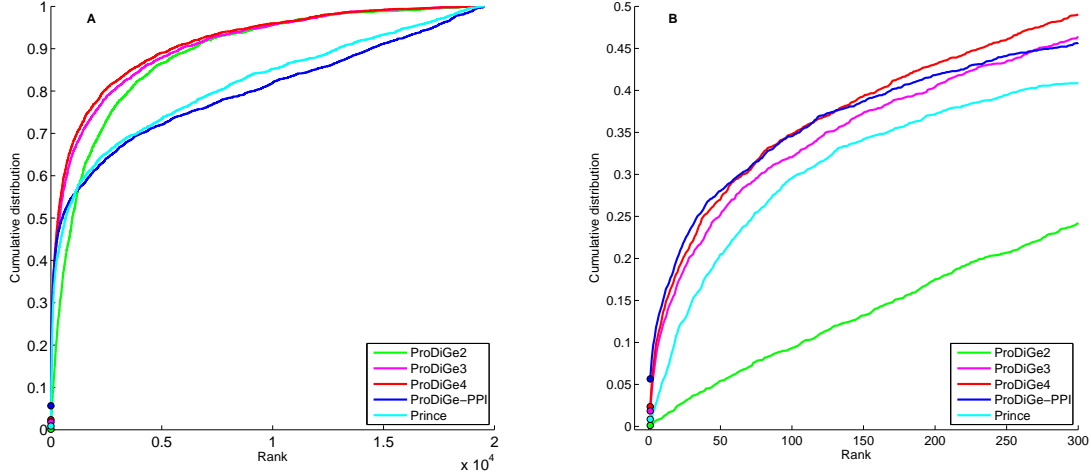 A
Cumulative distribution
1
0.9
0.8
0.7
0.6
0.5
0.4
0.3
0.2
0.1
0
0 0.5 1 1.5 2
x 10^4
Rank
ProDiGe2
ProDiGe3
ProDiGe4
ProDiGe−PPI
Prince
B
Cumulative distribution
0.5
0.45
0.4
0.35
0.3
0.25
0.2
0.15
0.1
0.05
0
0 50 100 150 200 250 300
Rank
ProDiGe2
ProDiGe3
ProDiGe4
ProDiGe−PPI
Prince